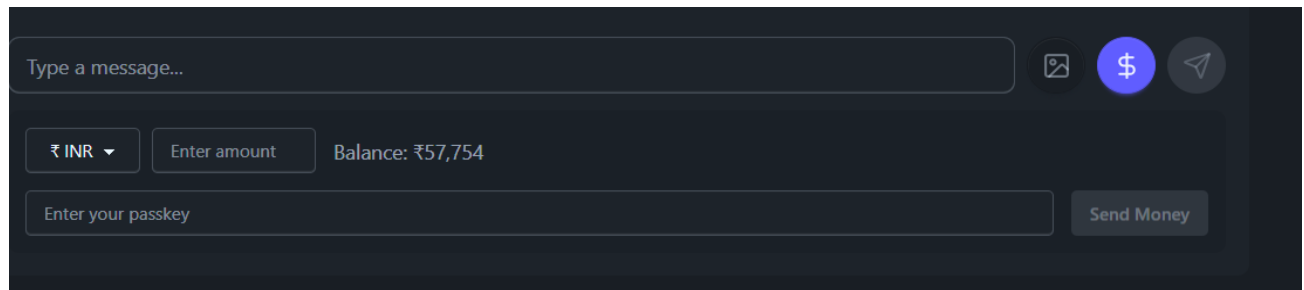 Type a message...
$
₹ INR Enter amount Balance: ₹57,754
Enter your passkey Send Money